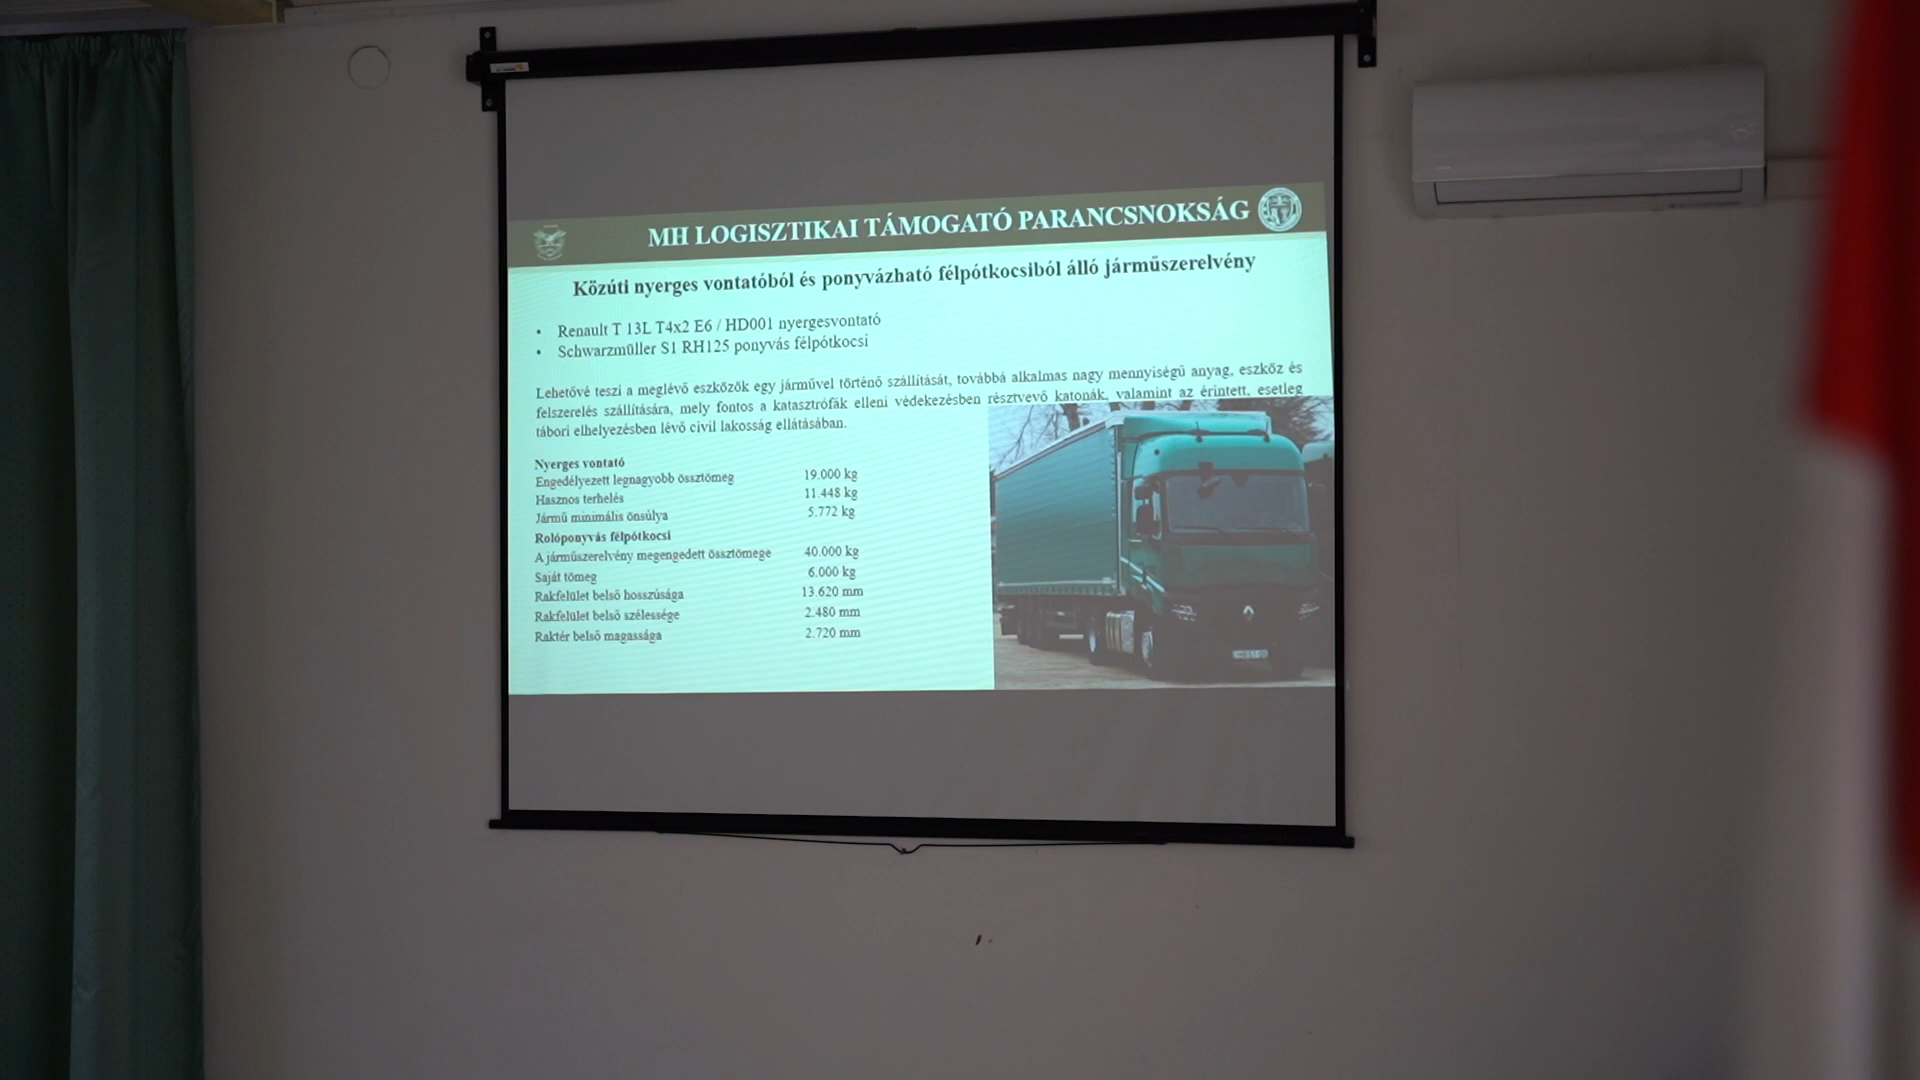 MH LOGISZTIKAI TÁMOGATÓ PARANCSNOKSÁG
Közúti nyerges vontatóból és ponyvázható félpótkocsiból álló járműszerelvény
• Renault T 13L T4x2 E6 / HD001 nyergesvontató
• Schwarzmüller S1 RH125 ponyvás félpótkocsi
Lehetővé teszi a meglévő eszközök egy járművel történő szállítását, továbbá alkalmas nagy mennyiségű anyag, eszköz és
felszerelés szállítására, mely fontos a katasztrófák elleni védekezésben résztvevő katonák, valamint az érintett, esetleg
tábori elhelyezésben lévő civil lakosság ellátásában.
Nyerges vontató
Engedélyezett legnagyobb össztömeg 19.000 kg
Hasznos terhelés 11.448 kg
Jármű minimális önsúlya 5.772 kg
Rolóponyvás félpótkocsi
A járműszerelvény megengedett össztömege 40.000 kg
Saját tömeg 6.000 kg
Rakfelület belső hosszúsága 13.620 mm
Rakfelület belső szélessége 2.480 mm
Raktér belső magassága 2.720 mm